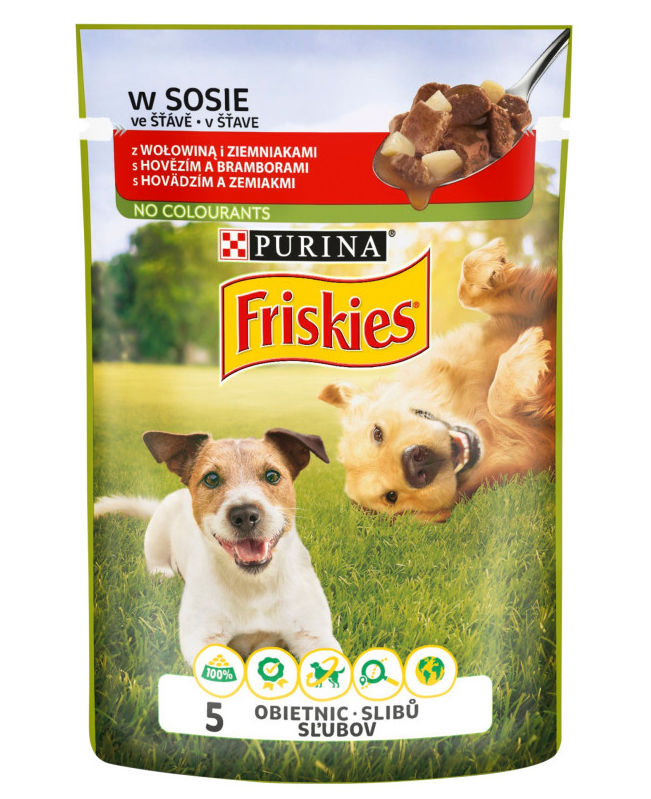 w SOSIE
ve ŠŤÁVĚ • v ŠŤAVE
z WOŁOWINĄ i ZIEMNIAKAMI
s HOVĚZÍM A BRAMBORAMI
s HOVÄDZÍM A ZEMIAKMI
NO COLOURANTS
PURINA®
Friskies®
100%
5 OBIETNIC • SLIBŮ
SĽUBOV